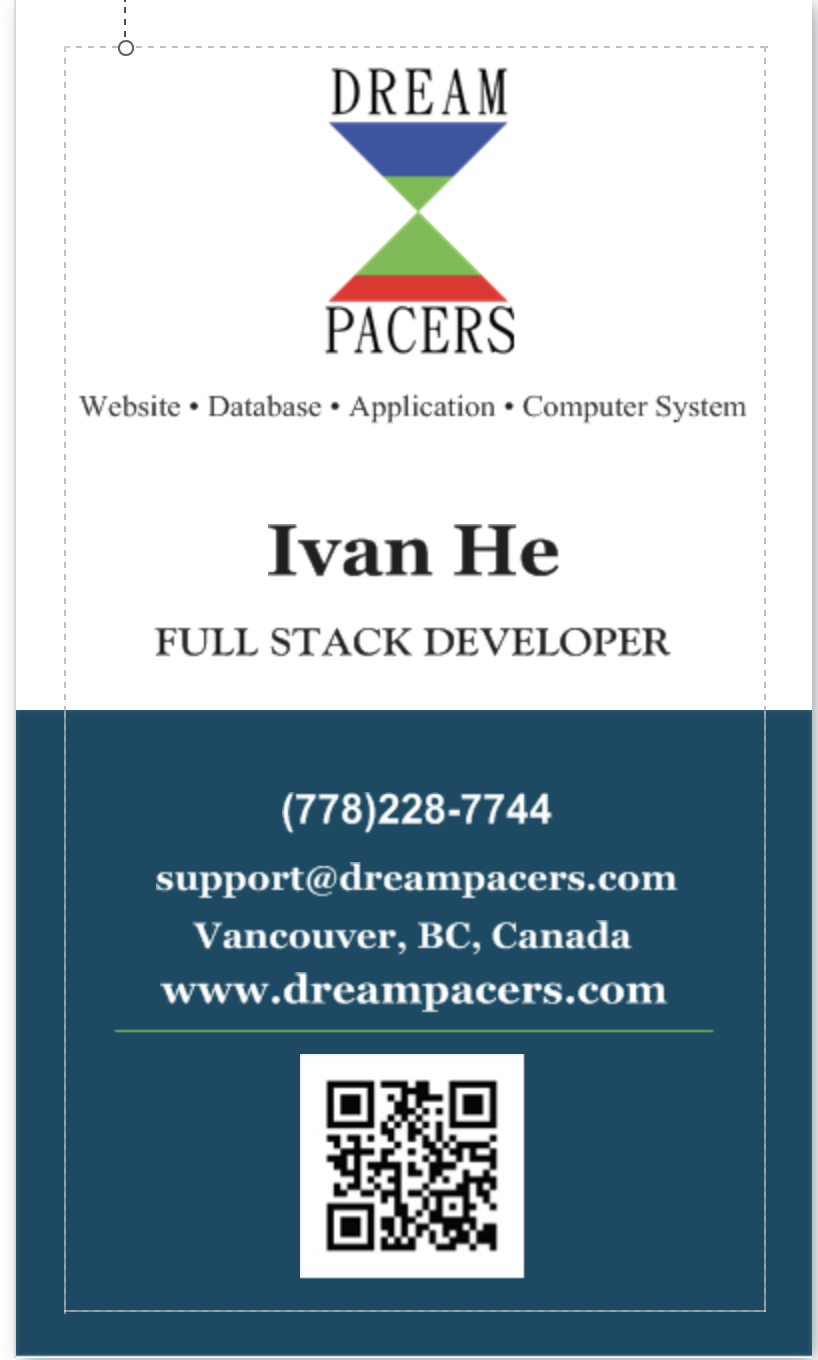 DREAM
PACERS
Website • Database • Application • Computer System
Ivan He
FULL STACK DEVELOPER
(778)228-7744
support@dreampacers.com
Vancouver, BC, Canada
www.dreampacers.com